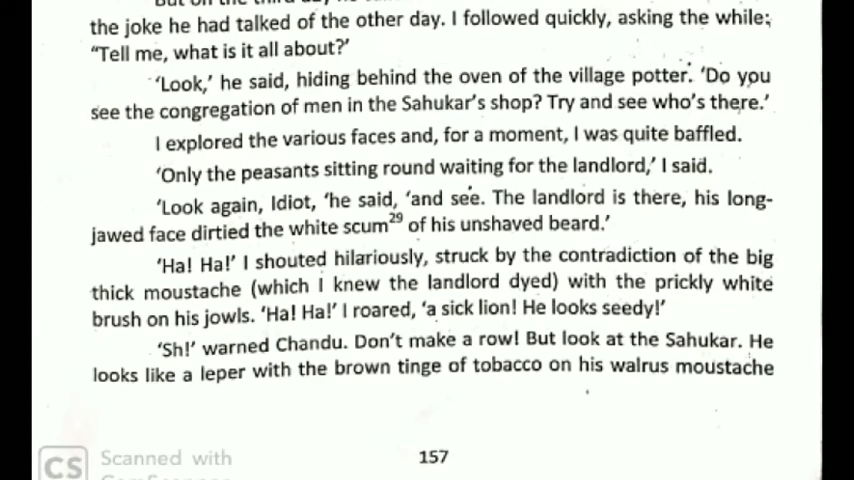 the joke he had talked of the other day. I followed quickly, asking the while;
“Tell me, what is it all about?’
‘Look,’ he said, hiding behind the oven of the village potter. ‘Do you
see the congregation of men in the Sahukar’s shop? Try and see who’s there.’
I explored the various faces and, for a moment, I was quite baffled.
‘Only the peasants sitting round waiting for the landlord,’ I said.
‘Look again, Idiot, ‘he said, ‘and see. The landlord is there, his long-
jawed face dirtied the white scum29 of his unshaved beard.’
‘Ha! Ha!’ I shouted hilariously, struck by the contradiction of the big
thick moustache (which I knew the landlord dyed) with the prickly white
brush on his jowls. ‘Ha! Ha!’ I roared, ‘a sick lion! He looks seedy!’
‘Sh!’ warned Chandu. Don’t make a row! But look at the Sahukar. He
looks like a leper with the brown tinge of tobacco on his walrus moustache
157
CS Scanned with